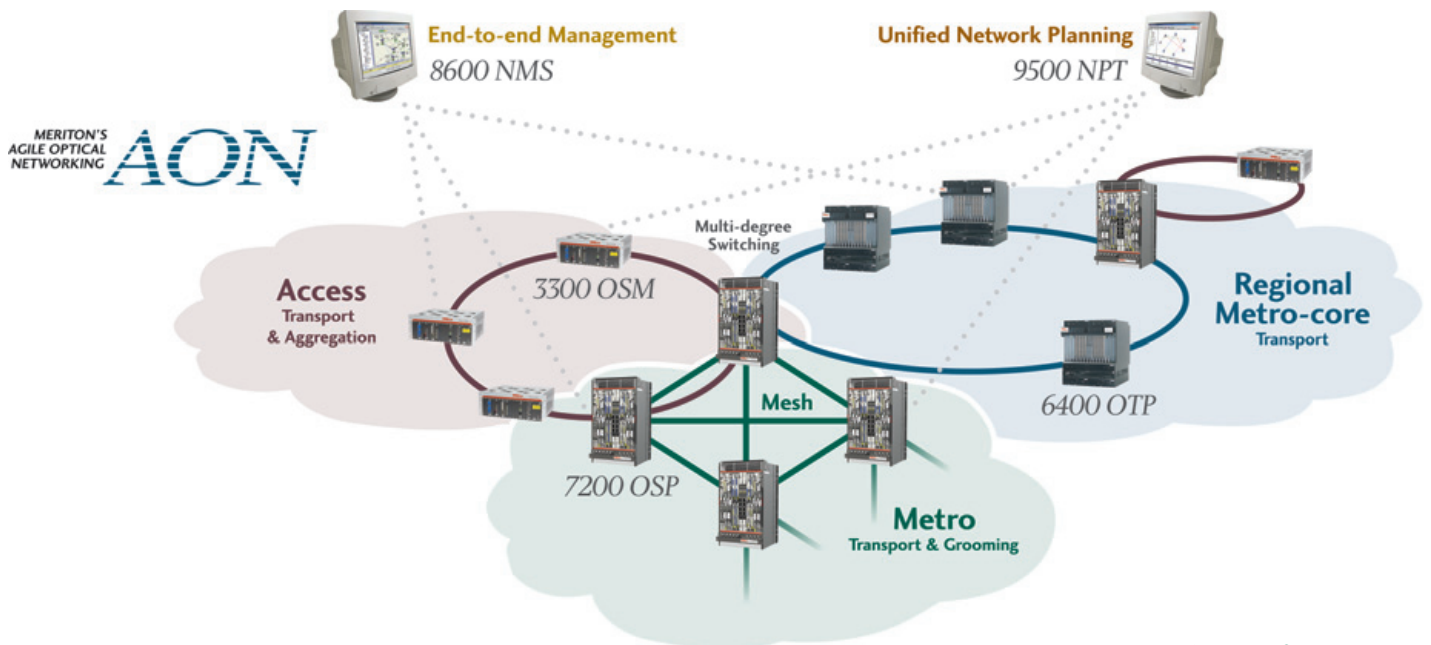 End-to-end Management
8600 NMS
Unified Network Planning
9500 NPT
MERITON'S
AGILE OPTICAL
NETWORKING
AON
Multi-degree
Switching
Access
Transport
& Aggregation
3300 OSM
Regional
Metro-core
Transport
6400 OTP
Mesh
7200 OSP
Metro
Transport & Grooming